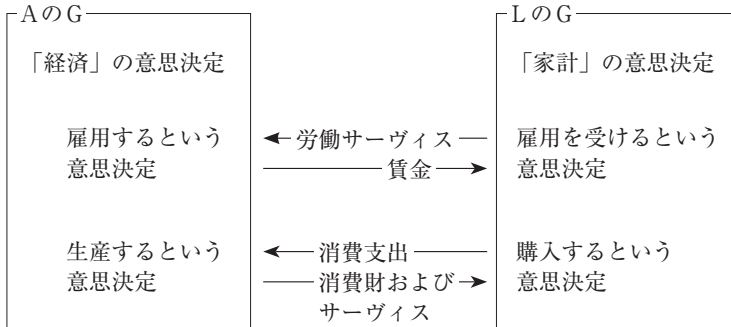 AのG
LのG
「経済」の意思決定
「家計」の意思決定
雇用するという
意思決定
労働サーヴィス
賃金
雇用を受けるという
意思決定
生産するという
意思決定
消費支出
消費財および
サーヴィス
購入するという
意思決定